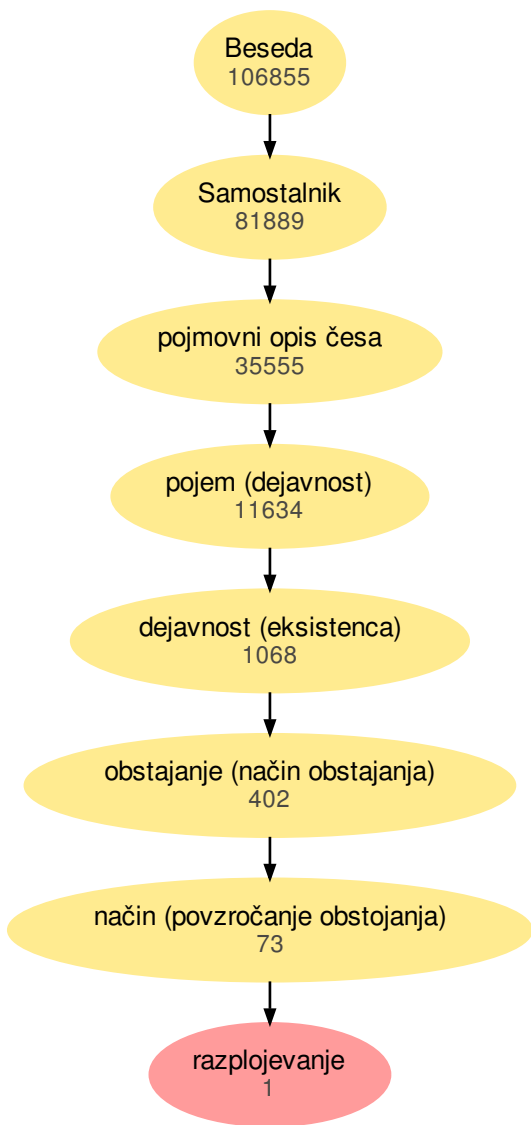 Beseda
106855
Samostalnik
81889
pojmovni opis česa
35555
pojem (dejavnost)
11634
dejavnost (eksistenca)
1068
obstajanje (način obstajanja)
402
način (povzročanje obstojanja)
73
razplojevanje
1